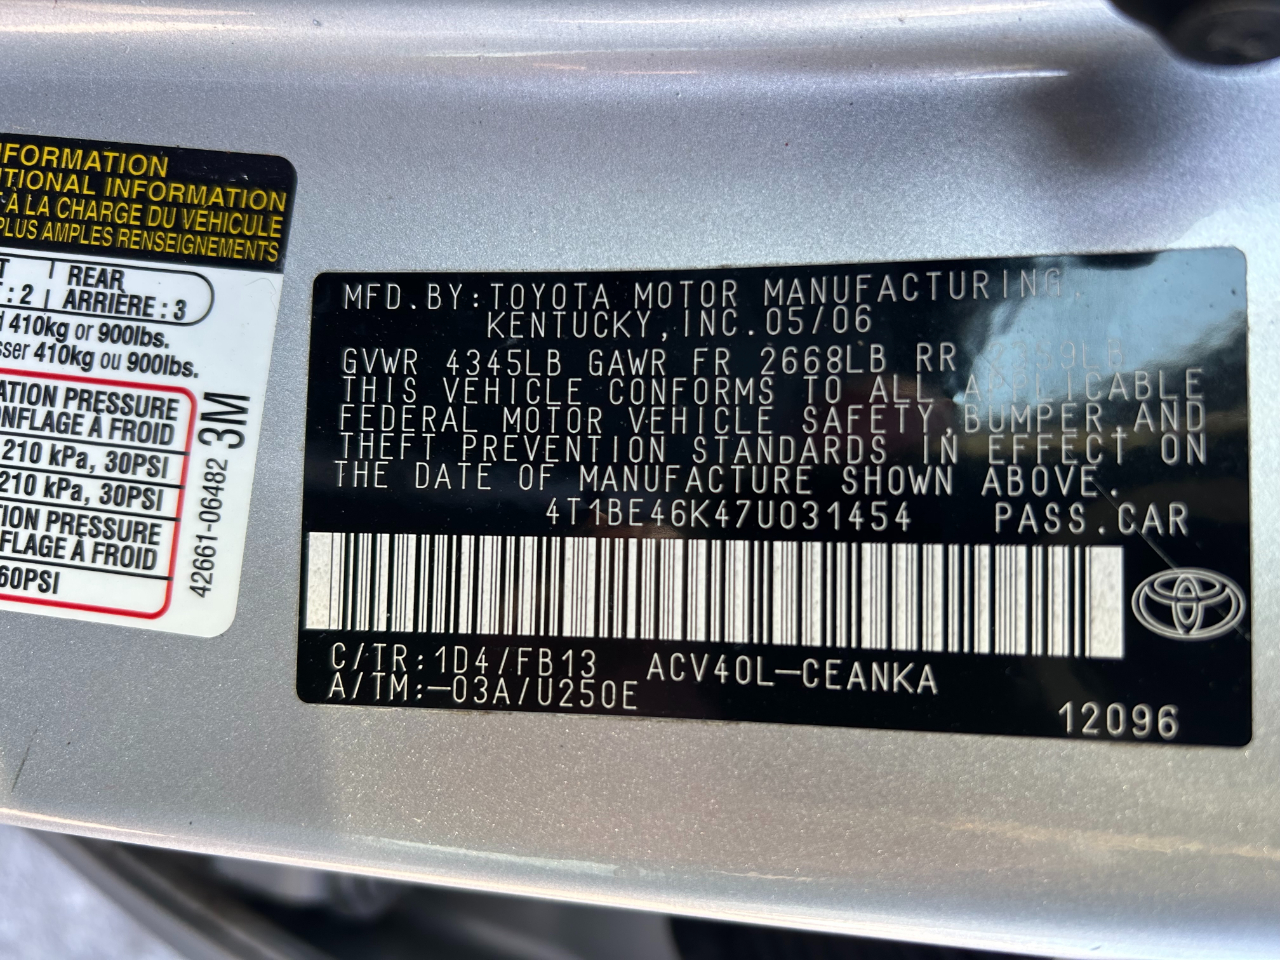 FORMATION
TIONAL INFORMATION
À LA CHARGE DU VÉHICULE
PLUS AMPLES RENSEIGNEMENTS
T | REAR
: 2 | ARRIÈRE : 3
410kg or 900lbs.
sser 410kg ou 900lbs.
ATION PRESSURE
ONFLAGE À FROID
210 kPa, 30PSI
210 kPa, 30PSI
ION PRESSURE
FLAGE À FROID
60PSI
42661-06482 3M
MFD.BY:TOYOTA MOTOR MANUFACTURING,
KENTUCKY,INC.05/06
GVWR 4345LB GAWR FR 2668LB RR
THIS VEHICLE CONFORMS TO ALL APPLICABLE
FEDERAL MOTOR VEHICLE SAFETY,BUMPER,AND
THEFT PREVENTION STANDARDS IN EFFECT ON
THE DATE OF MANUFACTURE SHOWN ABOVE.
4T1BE46K47U031454 PASS.CAR
C/TR:1D4/FB13 ACV40L-CEANKA
A/TM:-03A/U250E
12096